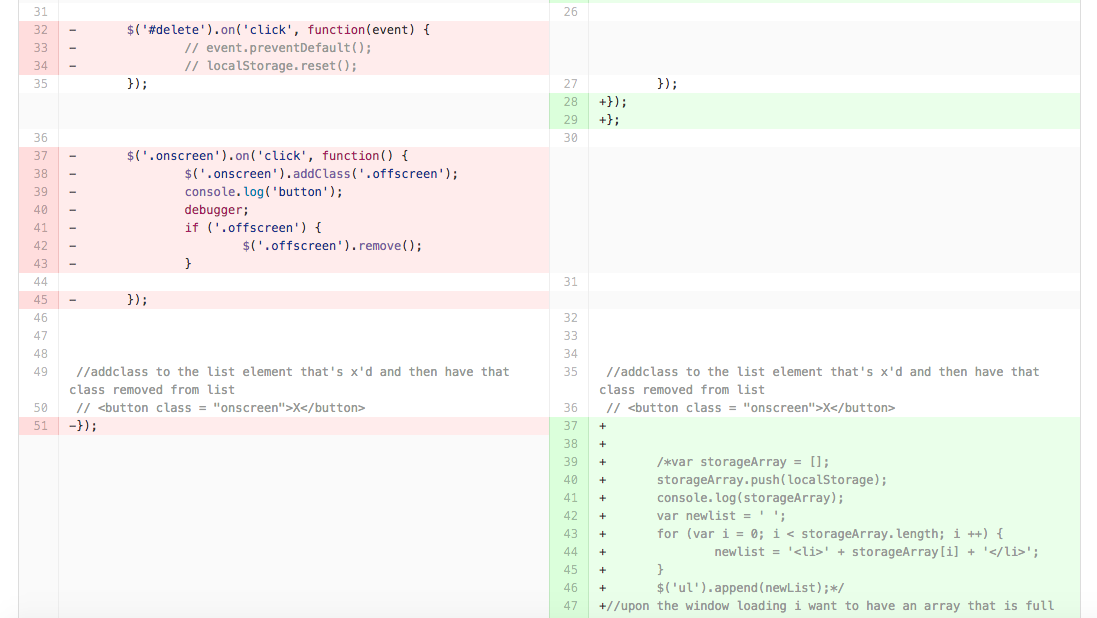 31 26
32 - $('#delete').on('click', function(event) {
33 - // event.preventDefault();
34 - // localStorage.reset();
35 }); 27 });
28 +});
29 +};
36 30
37 - $('.onscreen').on('click', function() {
38 - $('.onscreen').addClass('.offscreen');
39 - console.log('button');
40 - debugger;
41 - if ('.offscreen') {
42 - $('.offscreen').remove();
43 - }
44 31
45 - });
46 32
47 33
48 34
49 //addclass to the list element that's x'd and then have that 35 //addclass to the list element that's x'd and then have that
class removed from list class removed from list
50 // <button class = "onscreen">X</button> 36 // <button class = "onscreen">X</button>
51 -}); 37 +
38 +
39 + /*var storageArray = [];
40 + storageArray.push(localStorage);
41 + console.log(storageArray);
42 + var newlist = ' ';
43 + for (var i = 0; i < storageArray.length; i ++) {
44 + newlist = '<li>' + storageArray[i] + '</li>';
45 + }
46 + $('ul').append(newList);*/
47 +//upon the window loading i want to have an array that is full